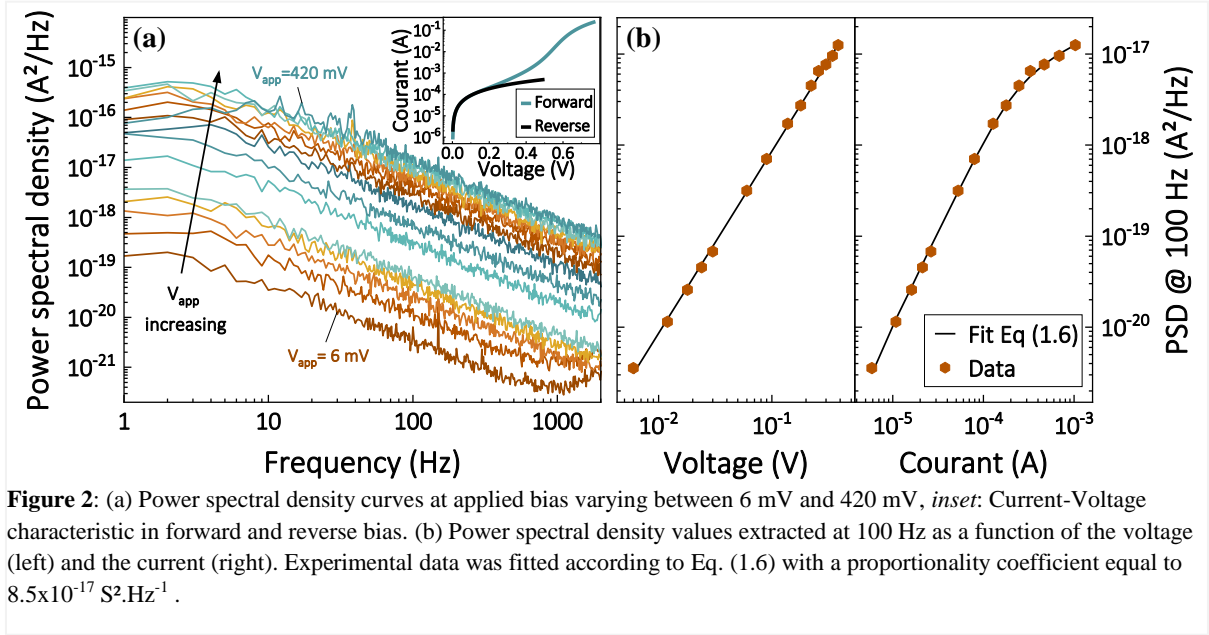 (a)
Power spectral density (A²/Hz)
10⁻¹⁵
10⁻¹⁶
10⁻¹⁷
10⁻¹⁸
10⁻¹⁹
10⁻²⁰
10⁻²¹
1
10
100
1000
Frequency (Hz)
Vapp=420 mV
Vapp
increasing
Vapp= 6 mV
Courant (A)
10⁻¹
10⁻²
10⁻³
10⁻⁴
10⁻⁵
10⁻⁶
0.0
0.2
0.4
0.6
Voltage (V)
Forward
Reverse
(b)
10⁻²
10⁻¹
Voltage (V)
10⁻⁵
10⁻⁴
10⁻³
Courant (A)
Fit Eq (1.6)
Data
10⁻¹⁷
10⁻¹⁸
10⁻¹⁹
10⁻²⁰
PSD @ 100 Hz (A²/Hz)
Figure 2: (a) Power spectral density curves at applied bias varying between 6 mV and 420 mV, inset: Current-Voltage
characteristic in forward and reverse bias. (b) Power spectral density values extracted at 100 Hz as a function of the voltage
(left) and the current (right). Experimental data was fitted according to Eq. (1.6) with a proportionality coefficient equal to
8.5x10⁻¹⁷ S².Hz⁻¹ .